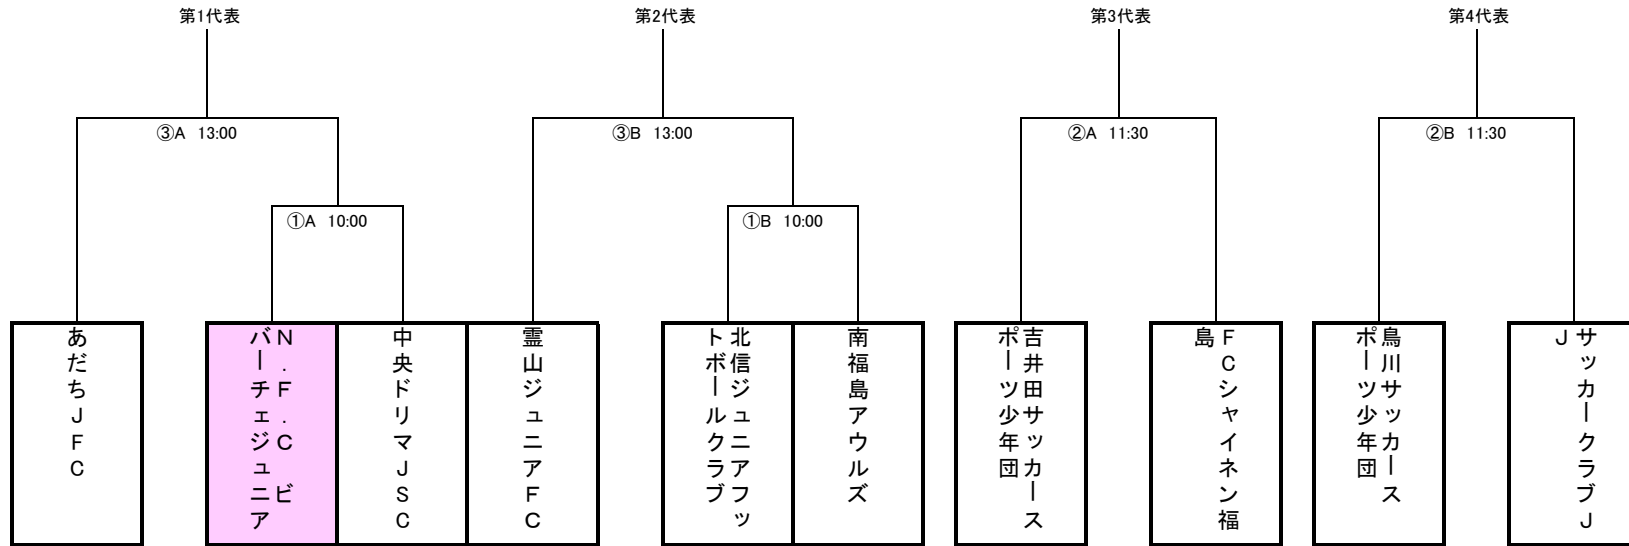 第1代表
第2代表
第3代表
第4代表
③A 13:00
③B 13:00
②A 11:30
②B 11:30
①A 10:00
①B 10:00
あだちJFC
N.F.C ビ
バーチェジュニア
中央ドリマJSC
霊山ジュニアFC
北信ジュニアフッ
トボールクラブ
南福島アウルズ
吉井田サッカース
ポーツ少年団
FCシャイネン福
島
鳥川サッカース
ポーツ少年団
サッカークラブJ
J